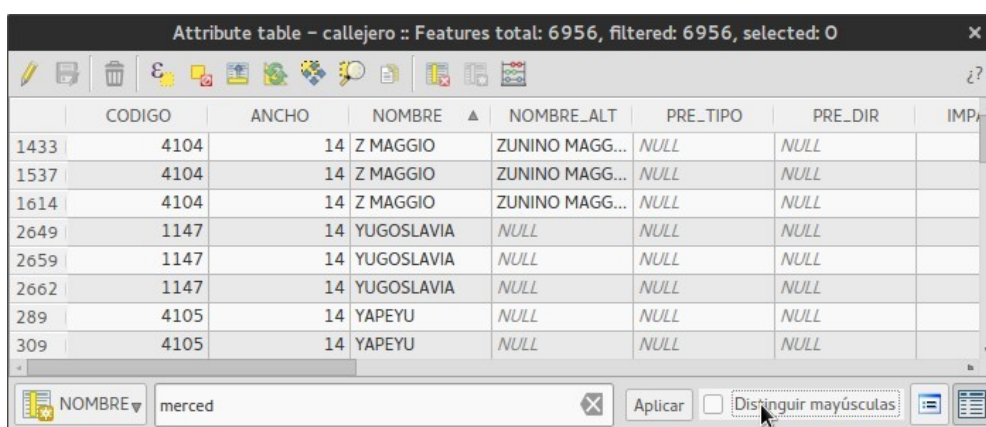 Attribute table – callejero :: Features total: 6956, filtered: 6956, selected: 0
¿?
CODIGO ANCHO NOMBRE NOMBRE_ALT PRE_TIPO PRE_DIR
1433 4104 14 Z MAGGIO ZUNINO MAGG... NULL NULL
1537 4104 14 Z MAGGIO ZUNINO MAGG... NULL NULL
1614 4104 14 Z MAGGIO ZUNINO MAGG... NULL NULL
2649 1147 14 YUGOSLAVIA NULL NULL NULL
2659 1147 14 YUGOSLAVIA NULL NULL NULL
2662 1147 14 YUGOSLAVIA NULL NULL NULL
289 4105 14 YAPEYU NULL NULL NULL
309 4105 14 YAPEYU NULL NULL NULL
NOMBRE merced Aplicar Distinguir mayúsculas